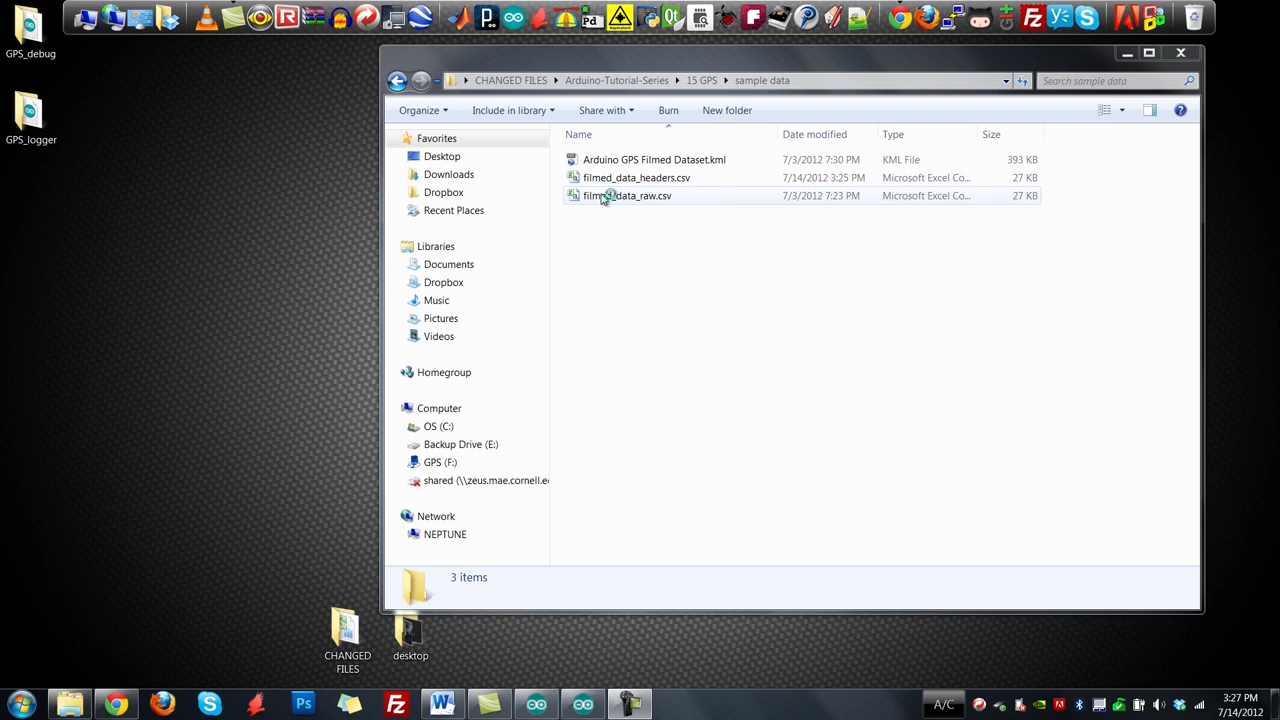 GPS_debug
GPS_logger
CHANGED FILES
Arduino-Tutorial-Series
15 GPS
sample data
Search sample data
Organize
Include in library
Share with
Burn
New folder
Name
Date modified
Type
Size
Favorites
Desktop
Downloads
Dropbox
Recent Places
Libraries
Documents
Dropbox
Music
Pictures
Videos
Homegroup
Computer
OS (C:)
Backup Drive (E:)
GPS (F:)
shared (\\zeus.mae.cornell.e
Network
NEPTUNE
Arduino GPS Filmed Dataset.kml 7/3/2012 7:30 PM KML File 393 KB
filmed_data_headers.csv 7/14/2012 3:25 PM Microsoft Excel Co... 27 KB
7/3/2012 7:23 PM Microsoft Excel Co... 27 KB
3 items
CHANGED
FILES
desktop
A/C
3:27 PM
7/14/2012